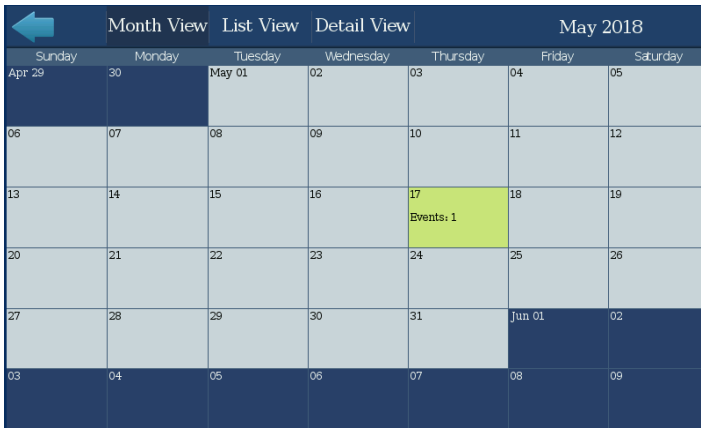 Month View List View Detail View May 2018
Sunday Monday Tuesday Wednesday Thursday Friday Saturday
Apr 29 30 May 01 02 03 04 05
06 07 08 09 10 11 12
13 14 15 16 17 18 19
Events: 1
20 21 22 23 24 25 26
27 28 29 30 31 Jun 01 02
03 04 05 06 07 08 09